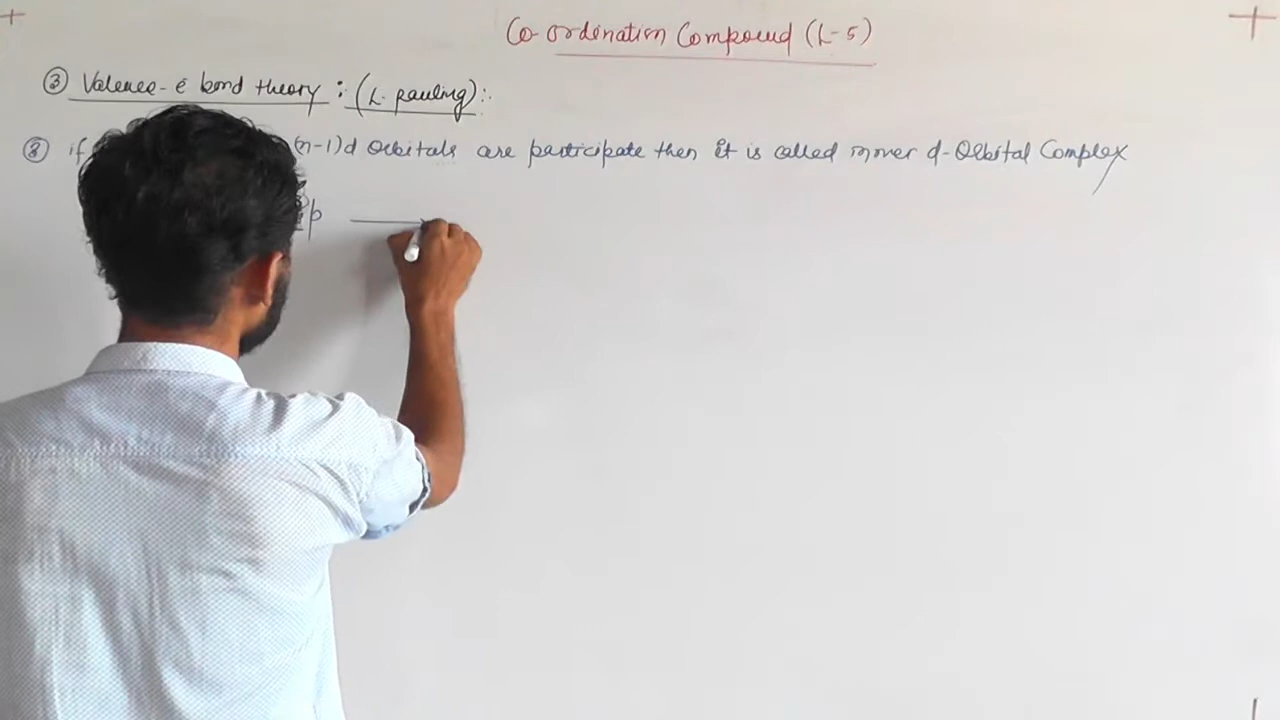 Co-ordination Compound (L-5)
③ Valence-e bond theory : (L. pauling):
⑧ if (n-1)d Orbitals are participate then it is called inner d-Orbital Complex
p